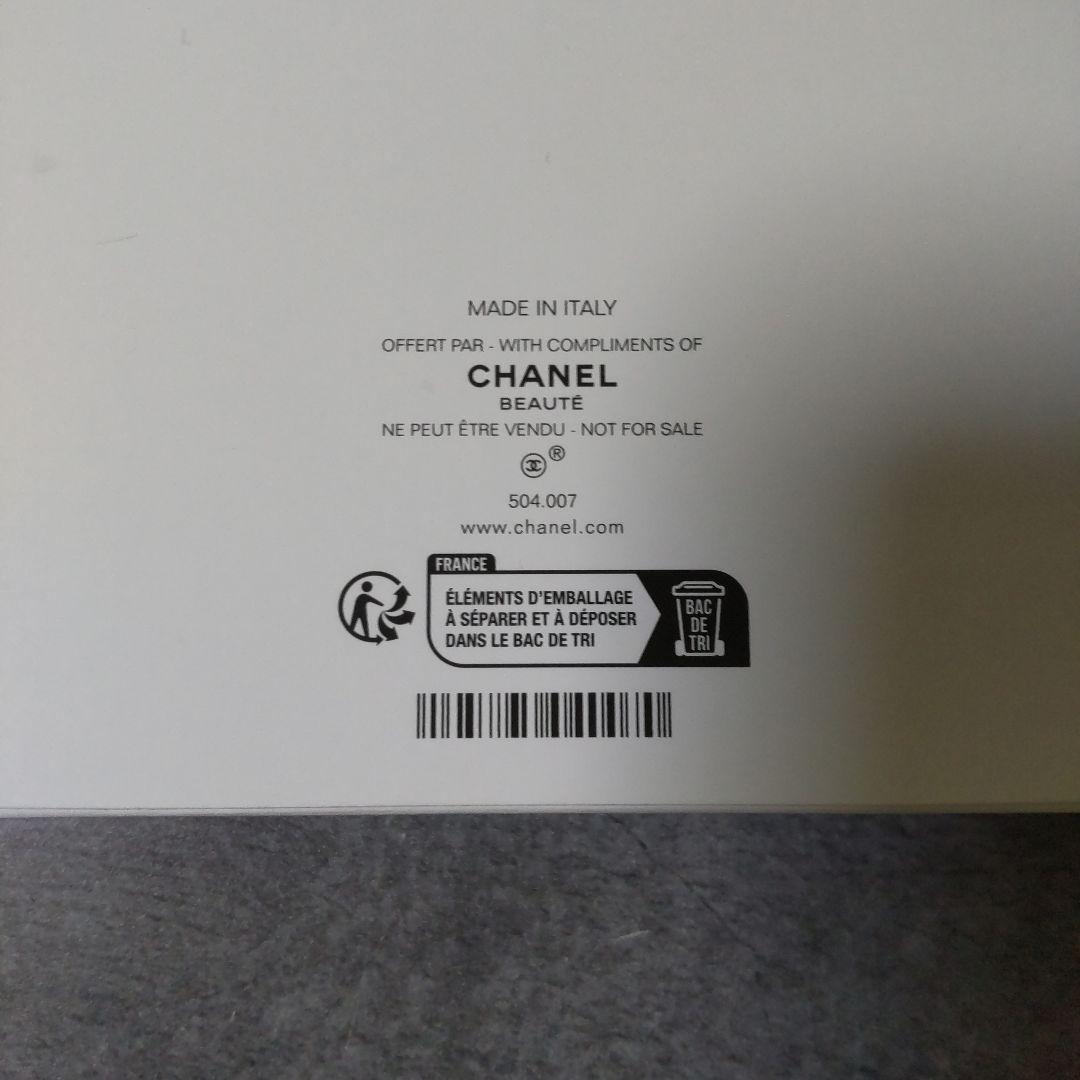 MADE IN ITALY
OFFERT PAR - WITH COMPLIMENTS OF
CHANEL
BEAUTÉ
NE PEUT ÊTRE VENDU - NOT FOR SALE
®
504.007
www.chanel.com
FRANCE
ÉLÉMENTS D'EMBALLAGE
À SÉPARER ET À DÉPOSER
DANS LE BAC DE TRI
BAC
DE
TRI